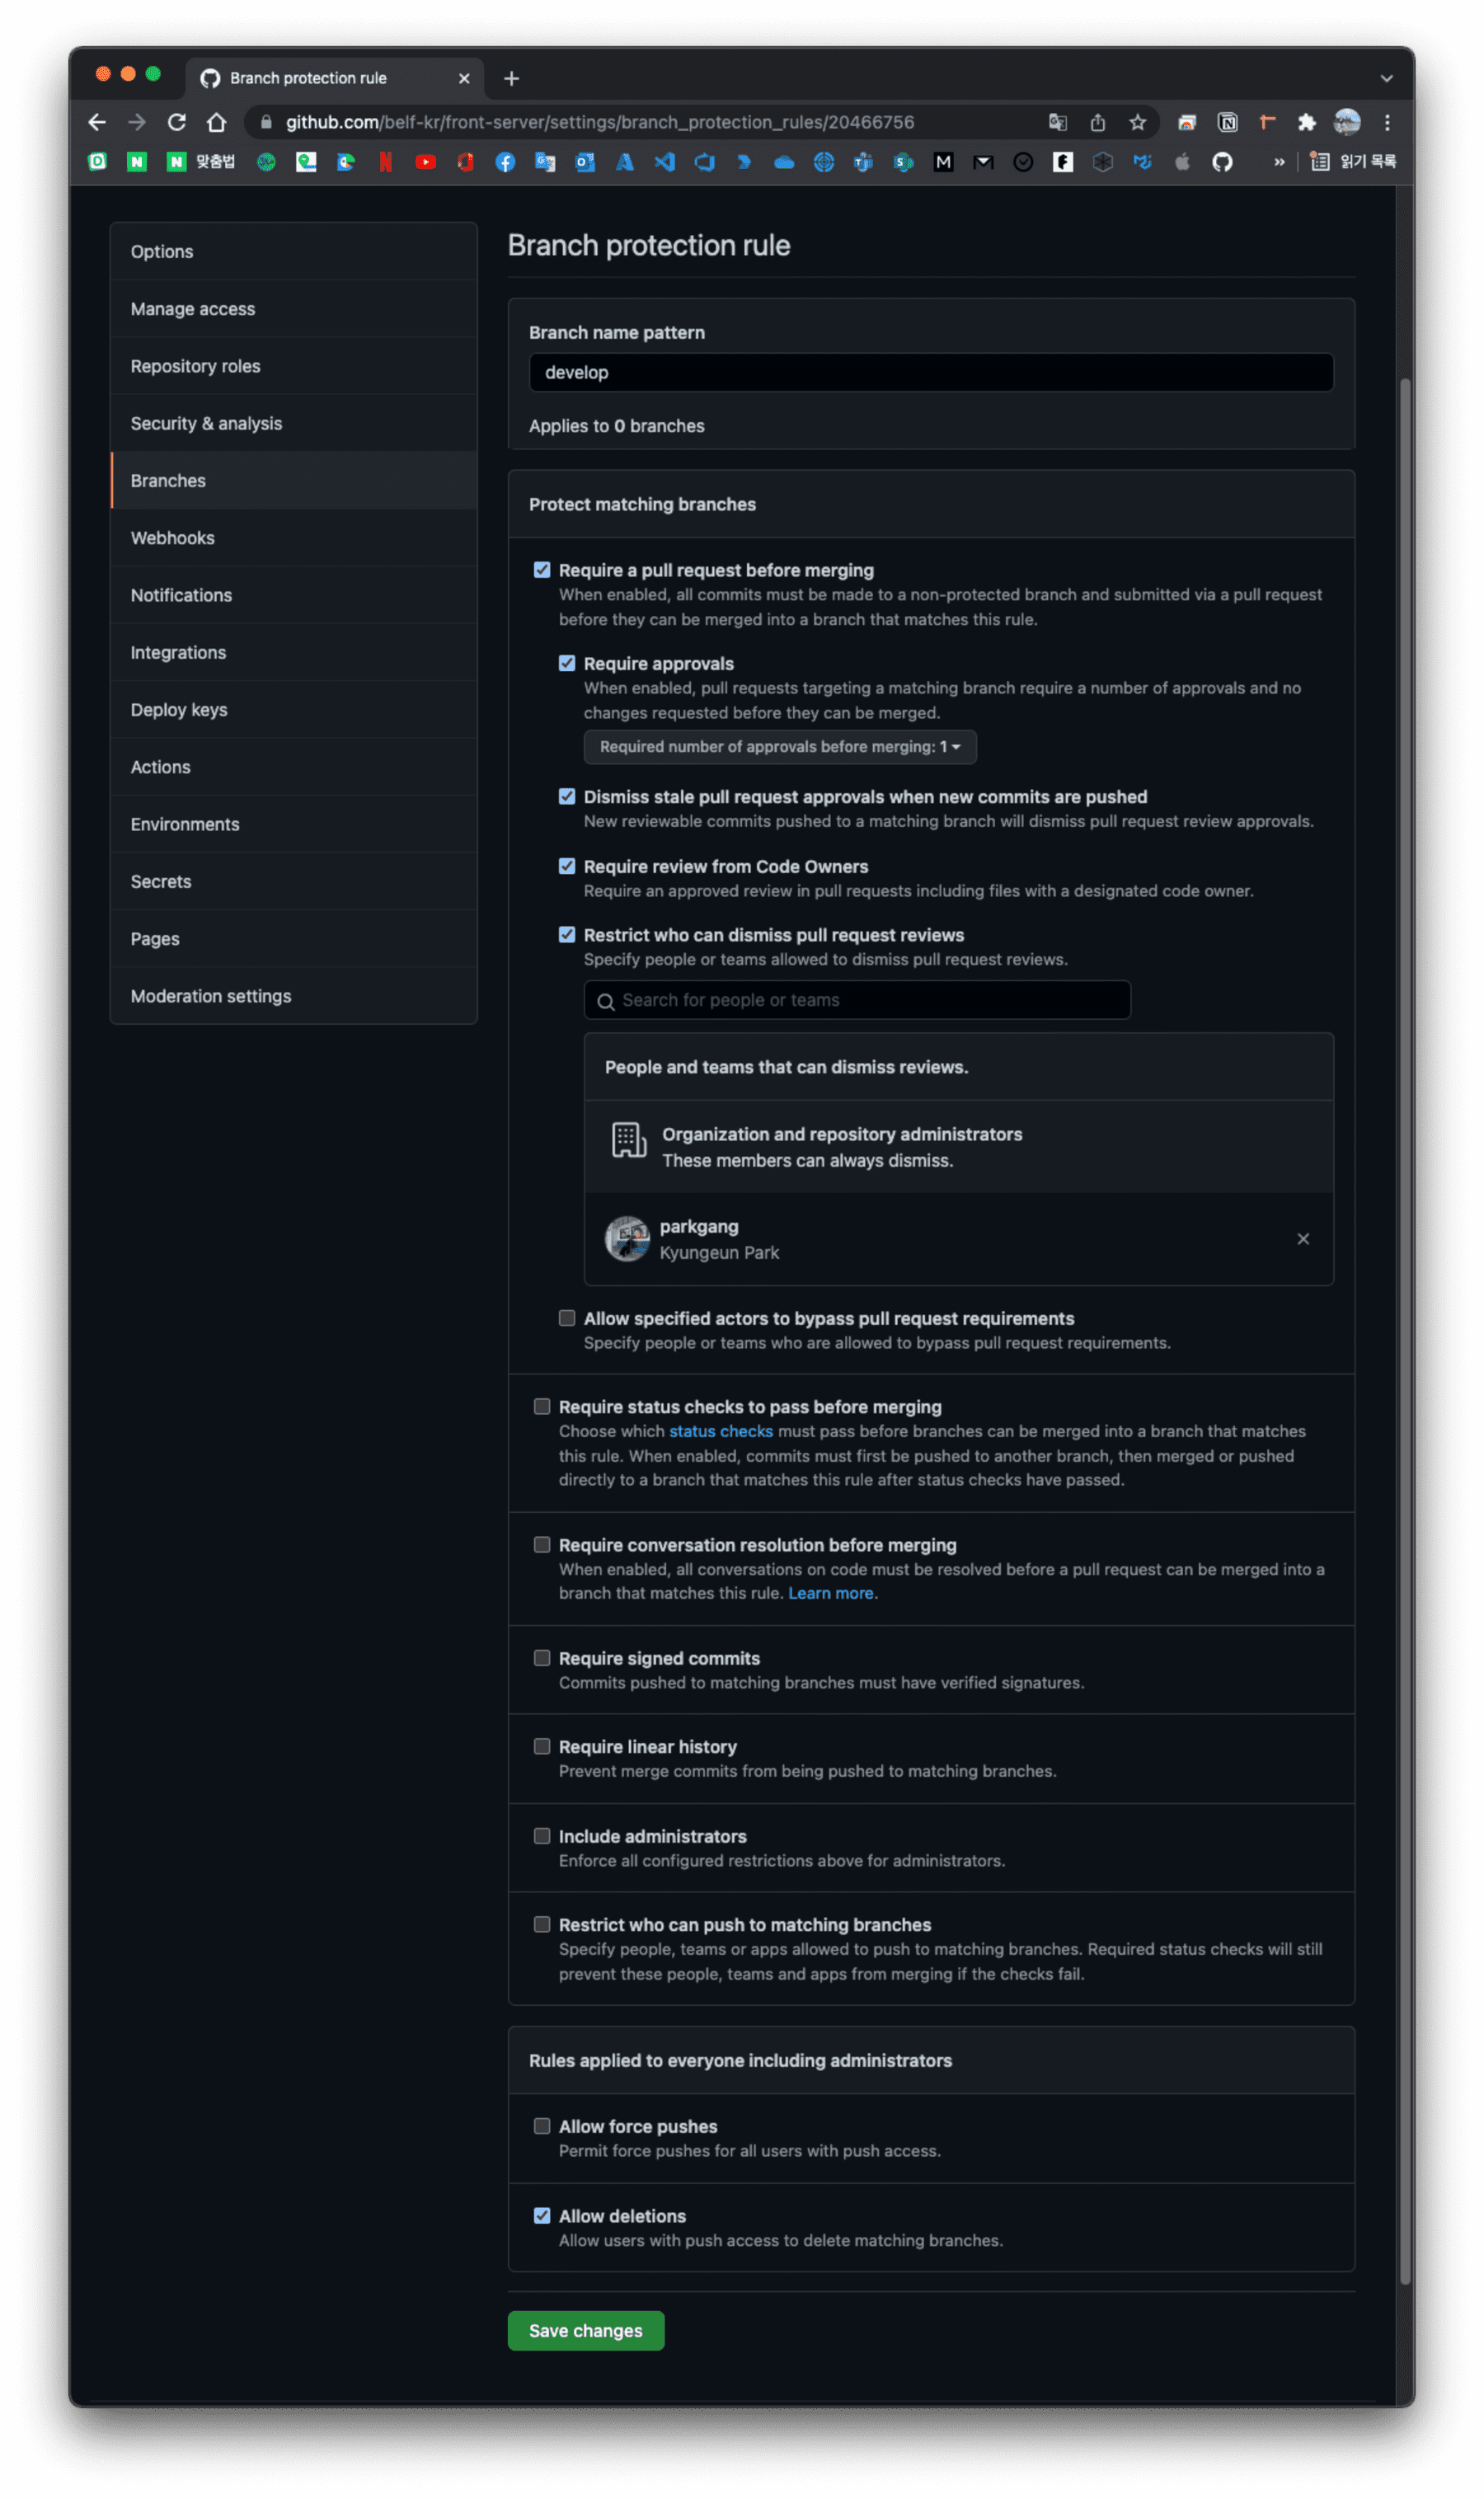 Branch protection rule
github.com/belf-kr/front-server/settings/branch_protection_rules/20466756
맞춤법
읽기 목록
Options
Manage access
Repository roles
Security & analysis
Branches
Webhooks
Notifications
Integrations
Deploy keys
Actions
Environments
Secrets
Pages
Moderation settings
Branch protection rule
Branch name pattern
develop
Applies to 0 branches
Protect matching branches
Require a pull request before merging
When enabled, all commits must be made to a non-protected branch and submitted via a pull request
before they can be merged into a branch that matches this rule.
Require approvals
When enabled, pull requests targeting a matching branch require a number of approvals and no
changes requested before they can be merged.
Required number of approvals before merging: 1
Dismiss stale pull request approvals when new commits are pushed
New reviewable commits pushed to a matching branch will dismiss pull request review approvals.
Require review from Code Owners
Require an approved review in pull requests including files with a designated code owner.
Restrict who can dismiss pull request reviews
Specify people or teams allowed to dismiss pull request reviews.
Search for people or teams
People and teams that can dismiss reviews.
Organization and repository administrators
These members can always dismiss.
parkgang
Kyungeun Park
Allow specified actors to bypass pull request requirements
Specify people or teams who are allowed to bypass pull request requirements.
Require status checks to pass before merging
Choose which status checks must pass before branches can be merged into a branch that matches
this rule. When enabled, commits must first be pushed to another branch, then merged or pushed
directly to a branch that matches this rule after status checks have passed.
Require conversation resolution before merging
When enabled, all conversations on code must be resolved before a pull request can be merged into a
branch that matches this rule. Learn more.
Require signed commits
Commits pushed to matching branches must have verified signatures.
Require linear history
Prevent merge commits from being pushed to matching branches.
Include administrators
Enforce all configured restrictions above for administrators.
Restrict who can push to matching branches
Specify people, teams or apps allowed to push to matching branches. Required status checks will still
prevent these people, teams and apps from merging if the checks fail.
Rules applied to everyone including administrators
Allow force pushes
Permit force pushes for all users with push access.
Allow deletions
Allow users with push access to delete matching branches.
Save changes